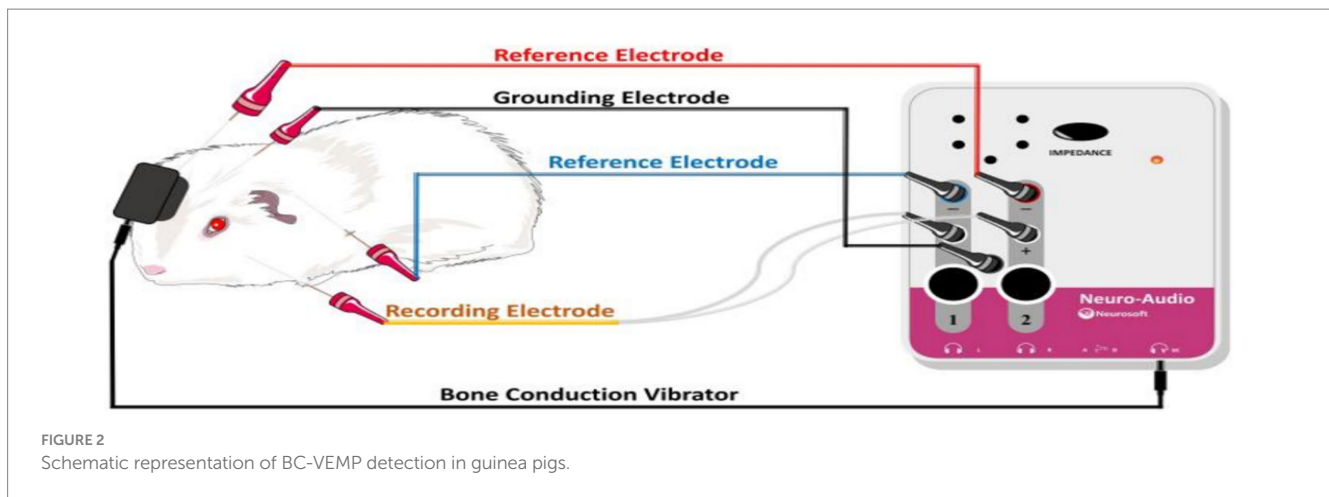 Reference Electrode
Grounding Electrode
Reference Electrode
Recording Electrode
Bone Conduction Vibrator
IMPEDANCE
− −
+
Neuro-Audio
Neurosoft
1 2
FIGURE 2
Schematic representation of BC-VEMP detection in guinea pigs.